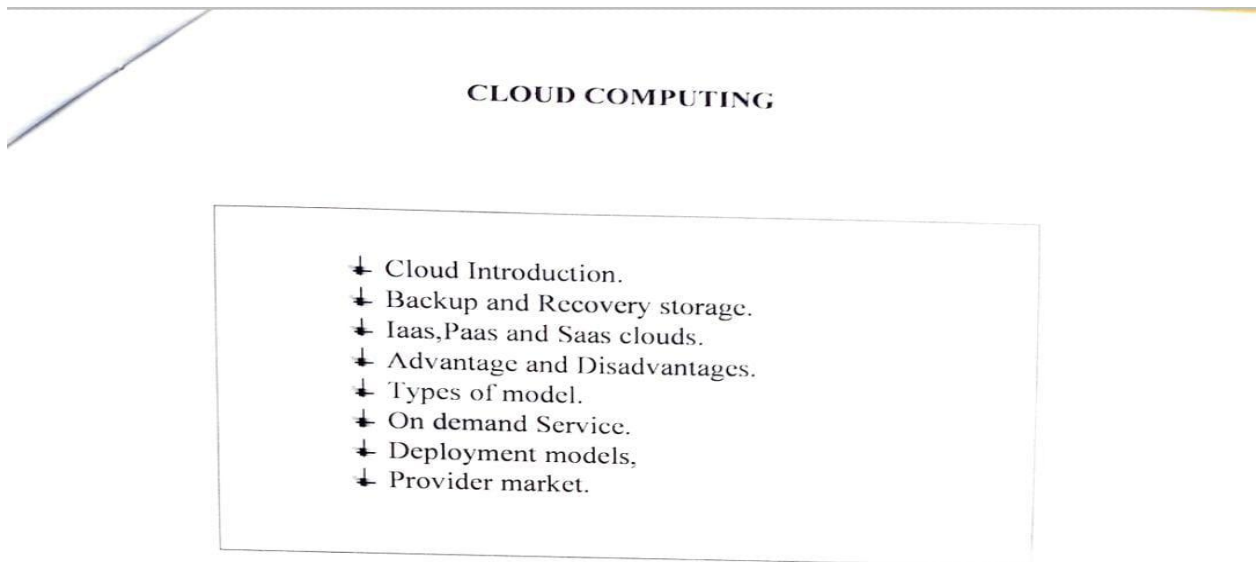 CLOUD COMPUTING
Cloud Introduction.
Backup and Recovery storage.
Iaas,Paas and Saas clouds.
Advantage and Disadvantages.
Types of model.
On demand Service.
Deployment models,
Provider market.